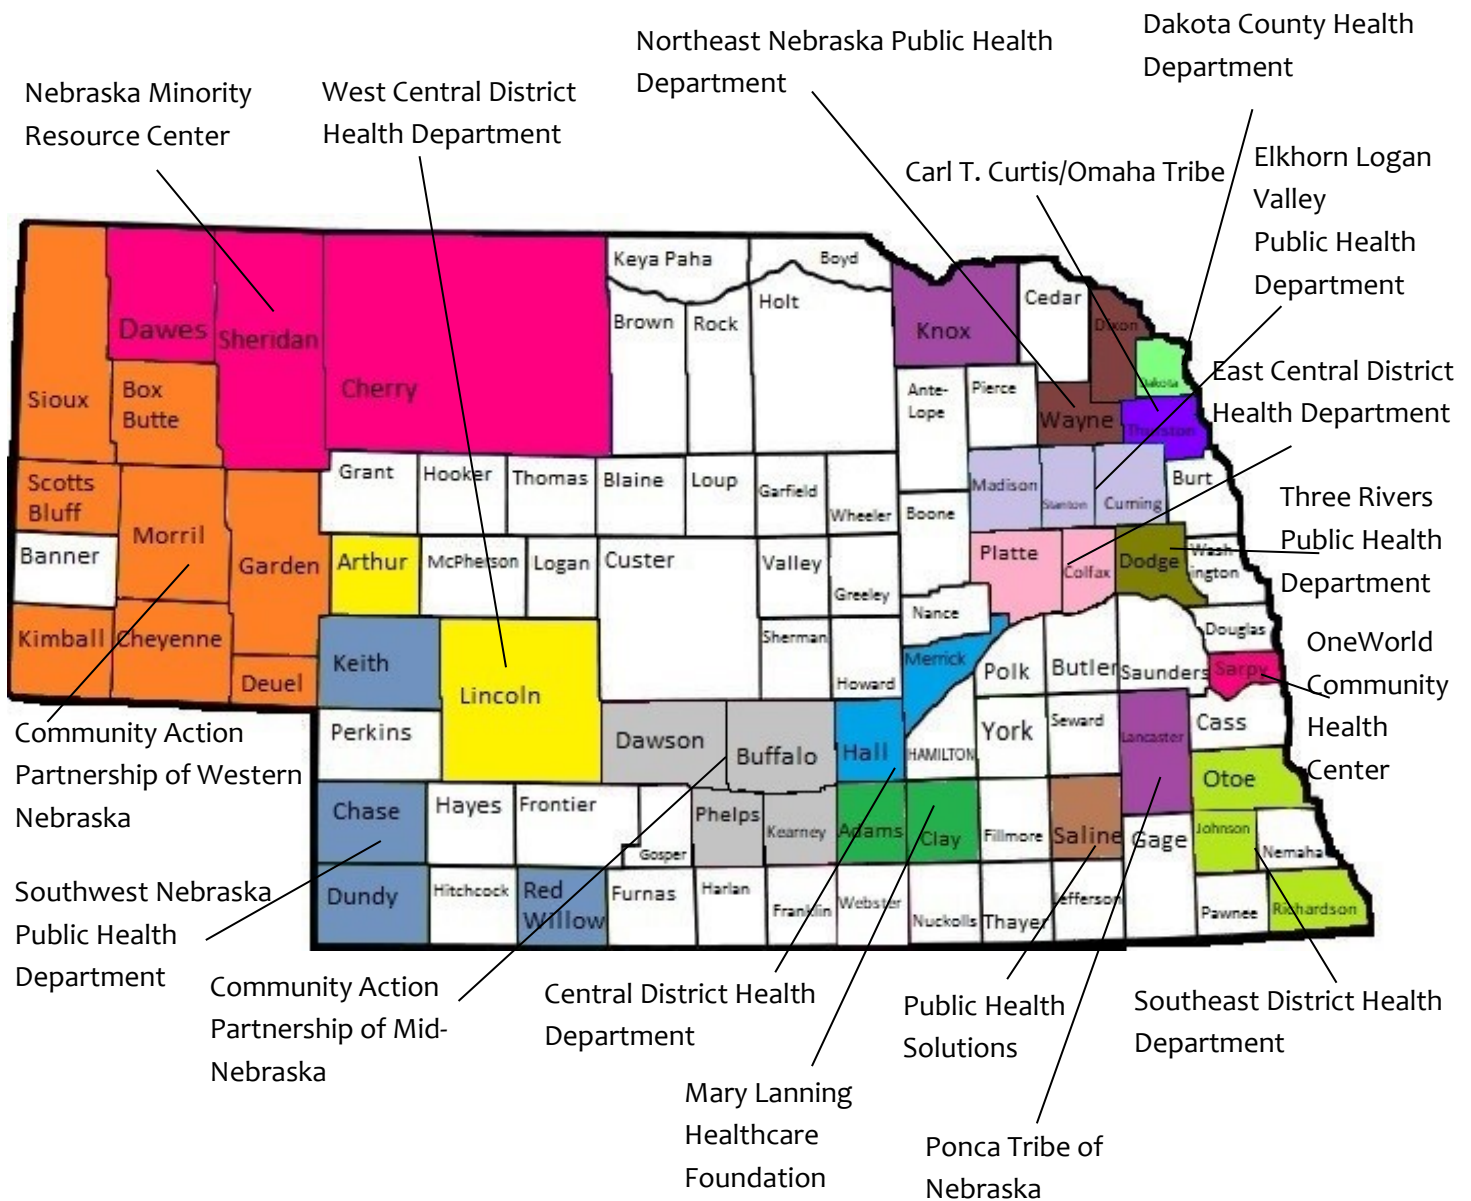 Dakota County Health
Department
Northeast Nebraska Public Health
Department
Nebraska Minority
Resource Center
West Central District
Health Department
Carl T. Curtis/Omaha Tribe
Elkhorn Logan
Valley
Public Health
Department
East Central District
Health Department
Three Rivers
Public Health
Department
OneWorld
Community
Health
Center
Sioux
Dawes
Sheridan
Cherry
Keya Paha
Boyd
Brown
Rock
Holt
Knox
Cedar
Dixon
Dakota
Box
Butte
Ante-
Lope
Pierce
Wayne
Thurston
Scotts
Bluff
Morril
Garden
Grant
Hooker
Thomas
Blaine
Loup
Garfield
Wheeler
Boone
Madison
Stanton
Cuming
Burt
Banner
Arthur
McPherson
Logan
Custer
Valley
Greeley
Nance
Platte
Colfax
Dodge
Wash
ington
Kimball
Cheyenne
Deuel
Keith
Lincoln
Sherman
Howard
Merrick
Polk
Butler
Saunders
Douglas
Sarpy
Perkins
Dawson
Buffalo
Hall
HAMILTON
York
Seward
Lancaster
Cass
Otoe
Chase
Hayes
Frontier
Gosper
Phelps
Kearney
Adams
Clay
Fillmore
Saline
Gage
Johnson
Nemaha
Dundy
Hitchcock
Red
Willow
Furnas
Harlan
Franklin
Webster
Nuckolls
Thayer
Jefferson
Pawnee
Richardson
Community Action
Partnership of Western
Nebraska
Southwest Nebraska
Public Health
Department
Community Action
Partnership of Mid-
Nebraska
Central District Health
Department
Mary Lanning
Healthcare
Foundation
Public Health
Solutions
Ponca Tribe of
Nebraska
Southeast District Health
Department